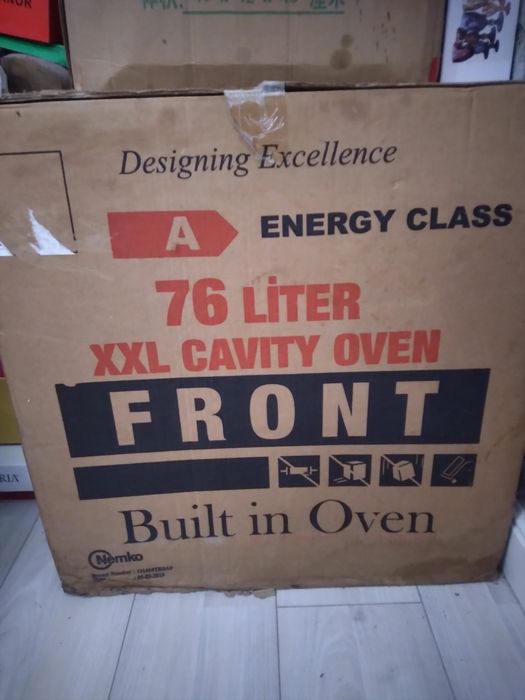 Designing Excellence
A ENERGY CLASS
76 LİTER
XXL CAVITY OVEN
FRONT
Built in Oven
Nemko